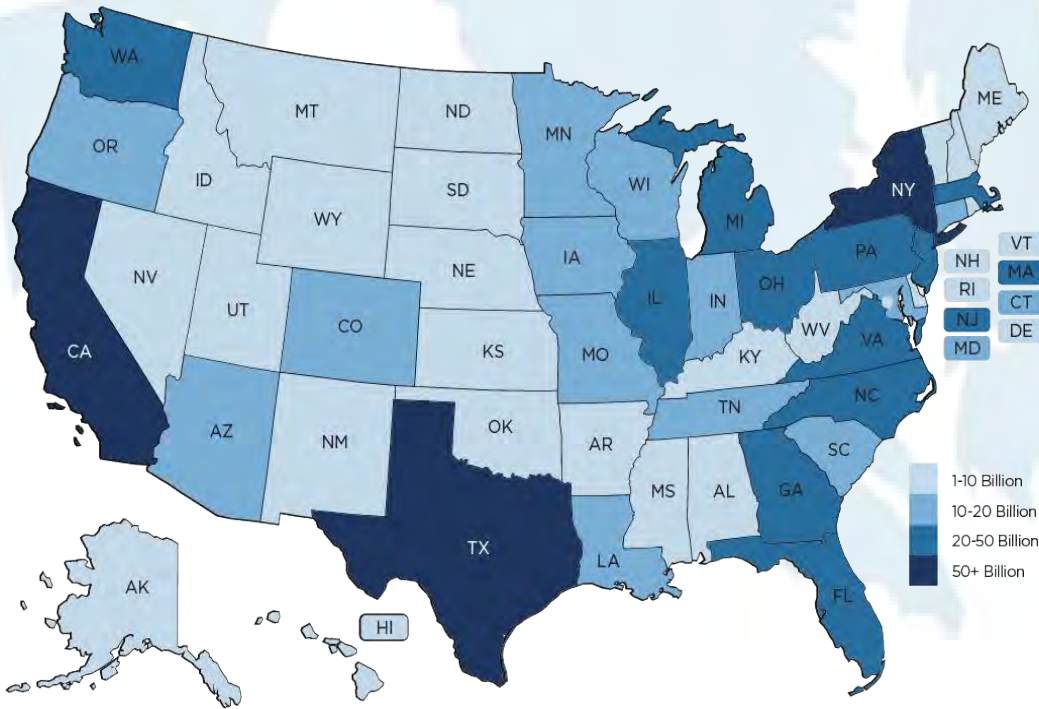 WA
MT
ND
MN
ME
OR
ID
SD
WI
NY
WY
MI
IA
PA
VT
NH
MA
NV
NE
RI
OH
IL
IN
CT
UT
CO
NJ
DE
WV
VA
MD
CA
KS
MO
KY
NC
TN
OK
AZ
NM
AR
SC
MS
AL
GA
1-10 Billion
10-20 Billion
20-50 Billion
50+ Billion
TX
LA
AK
FL
HI